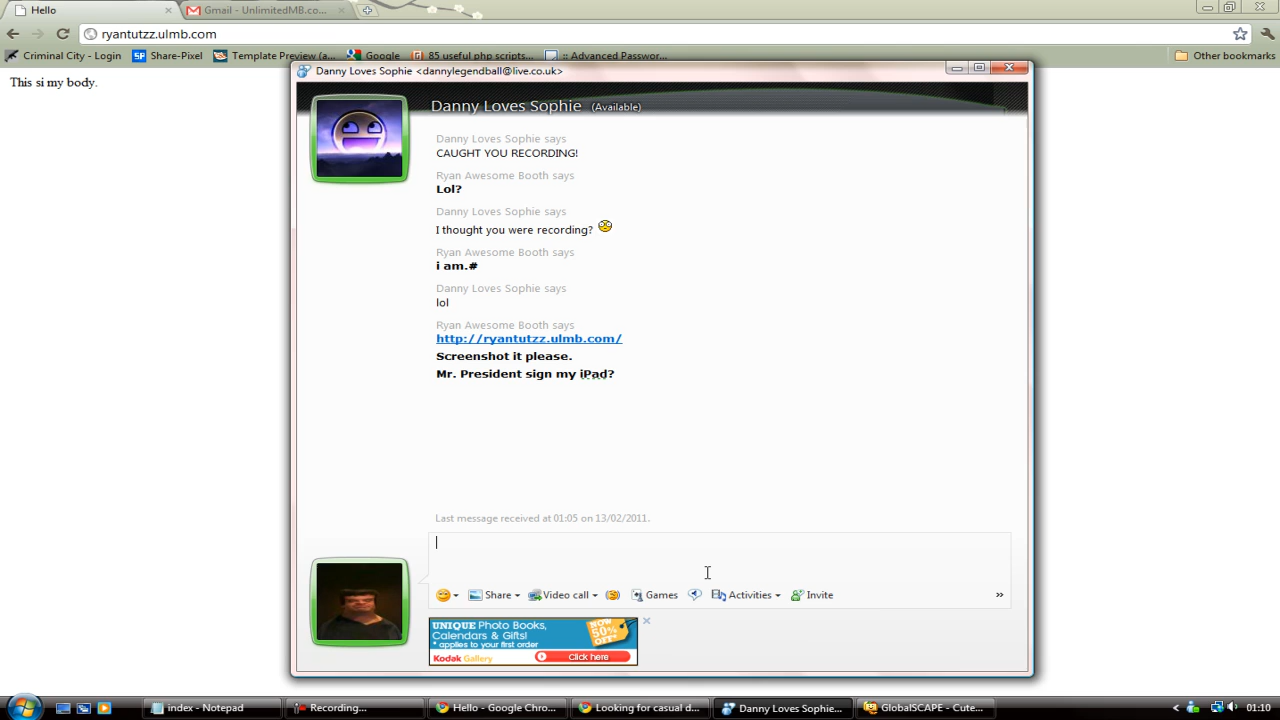 Hello
Gmail - UnlimitedMB.co...
ryantutzz.ulmb.com
Criminal City - Login
SP Share-Pixel
Template Preview (a...
Google
85 useful php scripts...
:: Advanced Passwor...
Other bookmarks
This si my body.
Danny Loves Sophie <dannylegendball@live.co.uk>
Danny Loves Sophie (Available)
Danny Loves Sophie says
CAUGHT YOU RECORDING!
Ryan Awesome Booth says
Lol?
Danny Loves Sophie says
I thought you were recording?
Ryan Awesome Booth says
i am.#
Danny Loves Sophie says
lol
Ryan Awesome Booth says
http://ryantutzz.ulmb.com/
Screenshot it please.
Mr. President sign my iPad?
Last message received at 01:05 on 13/02/2011.
Share
Video call
Games
Activities
Invite
»
UNIQUE Photo Books,
Calendars & Gifts!
* applies to your first order
NOW 50% OFF*
Kodak Gallery
Click here
index - Notepad
Recording...
Hello - Google Chro...
Looking for casual d...
Danny Loves Sophie...
GlobalSCAPE - Cute...
01:10